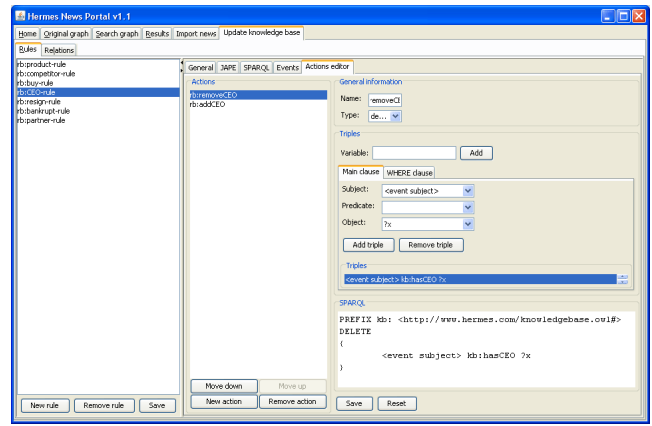 Hermes News Portal v1.1
Home Original graph Search graph Results Import news Update knowledge base
Rules Relations
rb:product-rule
rb:competitor-rule
rb:buy-rule
rb:CEO-rule
rb:resign-rule
rb:bankrupt-rule
rb:partner-rule
New rule Remove rule Save
General JAPE SPARQL Events Actions editor
Actions
rb:removeCEO
rb:addCEO
Move down Move up
New action Remove action
General information
Name: removeCE
Type: de...
Triples
Variable: Add
Main clause WHERE clause
Subject: <event subject>
Predicate:
Object: ?x
Add triple Remove triple
Triples
<event subject> kb:hasCEO ?x
SPARQL
PREFIX kb: <http://www.hermes.com/knowledgebase.owl#>
DELETE
{
<event subject> kb:hasCEO ?x
}
Save Reset